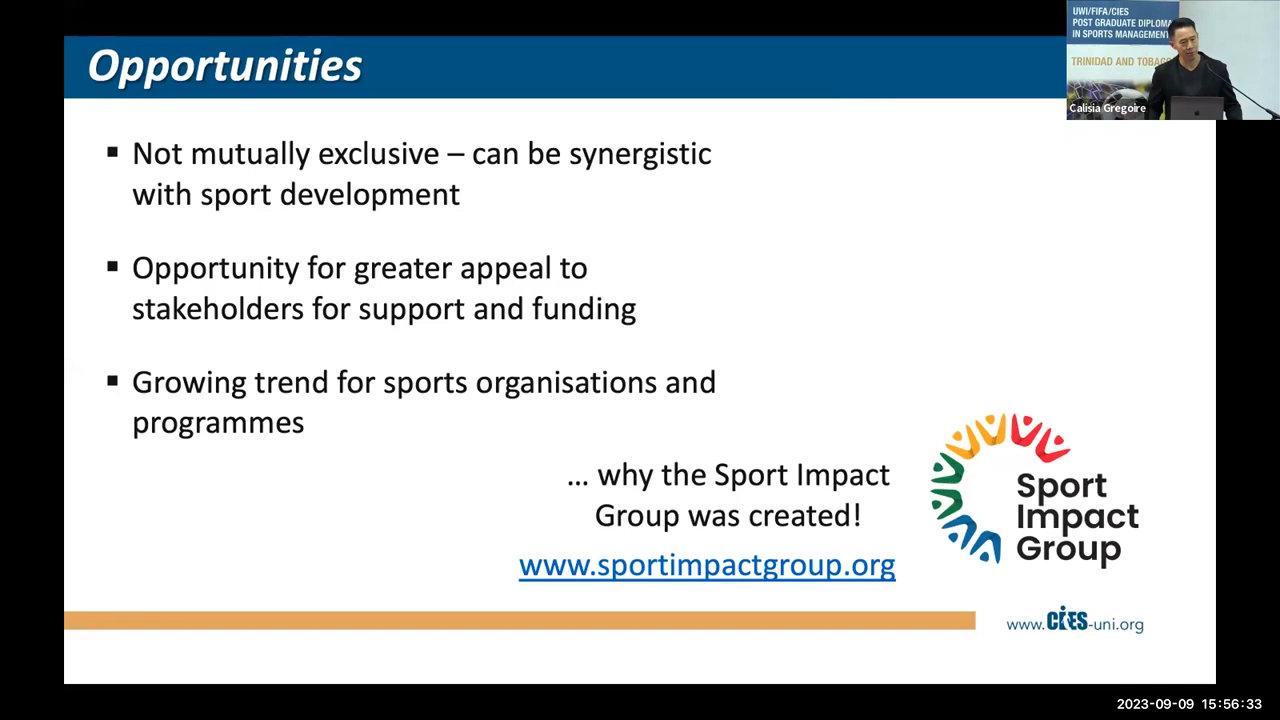 Opportunities
▪ Not mutually exclusive – can be synergistic
with sport development
▪ Opportunity for greater appeal to
stakeholders for support and funding
▪ Growing trend for sports organisations and
programmes
... why the Sport Impact
Group was created!
www.sportimpactgroup.org
Sport
Impact
Group
www.CIES-uni.org
UWI/FIFA/CIES
POST GRADUATE DIPLOMA
IN SPORTS MANAGEMENT
TRINIDAD AND TOBAG
Calisia Gregoire
2023-09-09 15:56:33